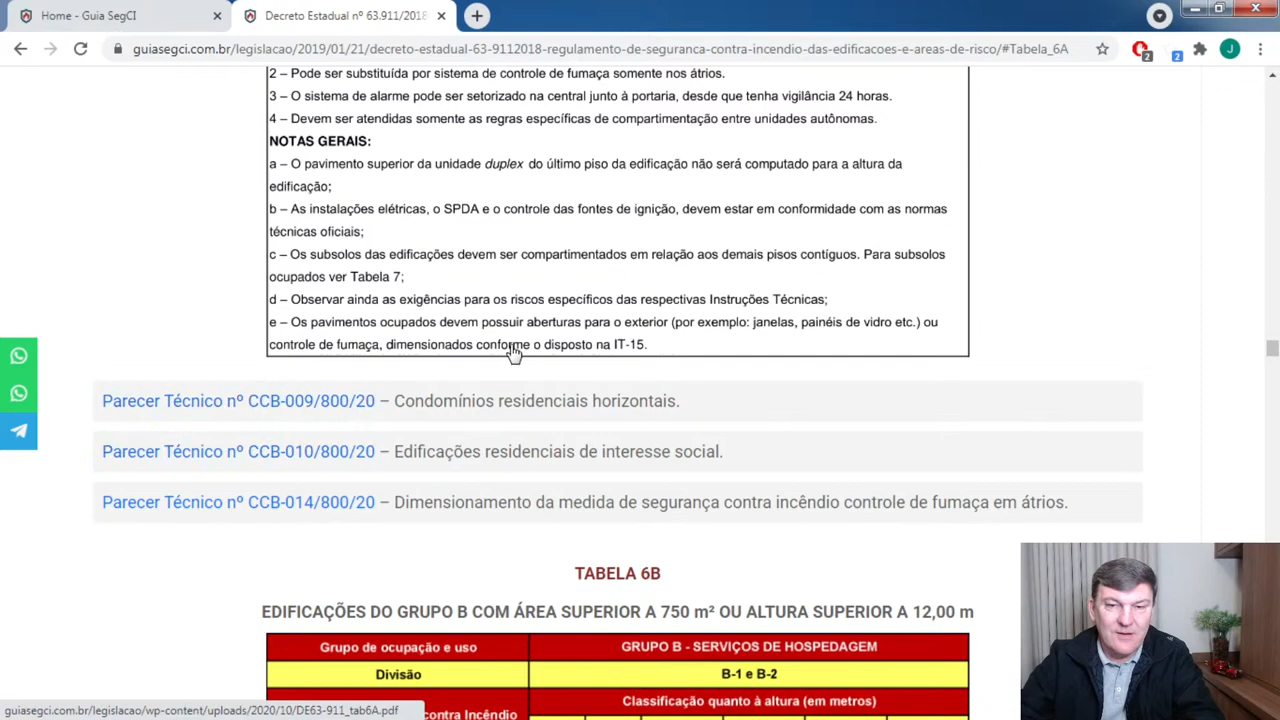 Home - Guia SegCI
Decreto Estadual nº 63.911/2018
guiasegci.com.br/legislacao/2019/01/21/decreto-estadual-63-9112018-regulamento-de-seguranca-contra-incendio-das-edificacoes-e-areas-de-risco/#Tabela_6A
2
2
J
2 – Pode ser substituída por sistema de controle de fumaça somente nos átrios.
3 – O sistema de alarme pode ser setorizado na central junto à portaria, desde que tenha vigilância 24 horas.
4 – Devem ser atendidas somente as regras específicas de compartimentação entre unidades autônomas.
NOTAS GERAIS:
a – O pavimento superior da unidade duplex do último piso da edificação não será computado para a altura da
edificação;
b – As instalações elétricas, o SPDA e o controle das fontes de ignição, devem estar em conformidade com as normas
técnicas oficiais;
c – Os subsolos das edificações devem ser compartimentados em relação aos demais pisos contíguos. Para subsolos
ocupados ver Tabela 7;
d – Observar ainda as exigências para os riscos específicos das respectivas Instruções Técnicas;
e – Os pavimentos ocupados devem possuir aberturas para o exterior (por exemplo: janelas, painéis de vidro etc.) ou
controle de fumaça, dimensionados conforme o disposto na IT-15.
Parecer Técnico nº CCB-009/800/20 – Condomínios residenciais horizontais.
Parecer Técnico nº CCB-010/800/20 – Edificações residenciais de interesse social.
Parecer Técnico nº CCB-014/800/20 – Dimensionamento da medida de segurança contra incêndio controle de fumaça em átrios.
TABELA 6B
EDIFICAÇÕES DO GRUPO B COM ÁREA SUPERIOR A 750 m² OU ALTURA SUPERIOR A 12,00 m
Grupo de ocupação e uso GRUPO B - SERVIÇOS DE HOSPEDAGEM
Divisão B-1 e B-2
Classificação quanto à altura (em metros)
contra Incêndio
guiasegci.com.br/legislacao/wp-content/uploads/2020/10/DE63-911_tab6A.pdf